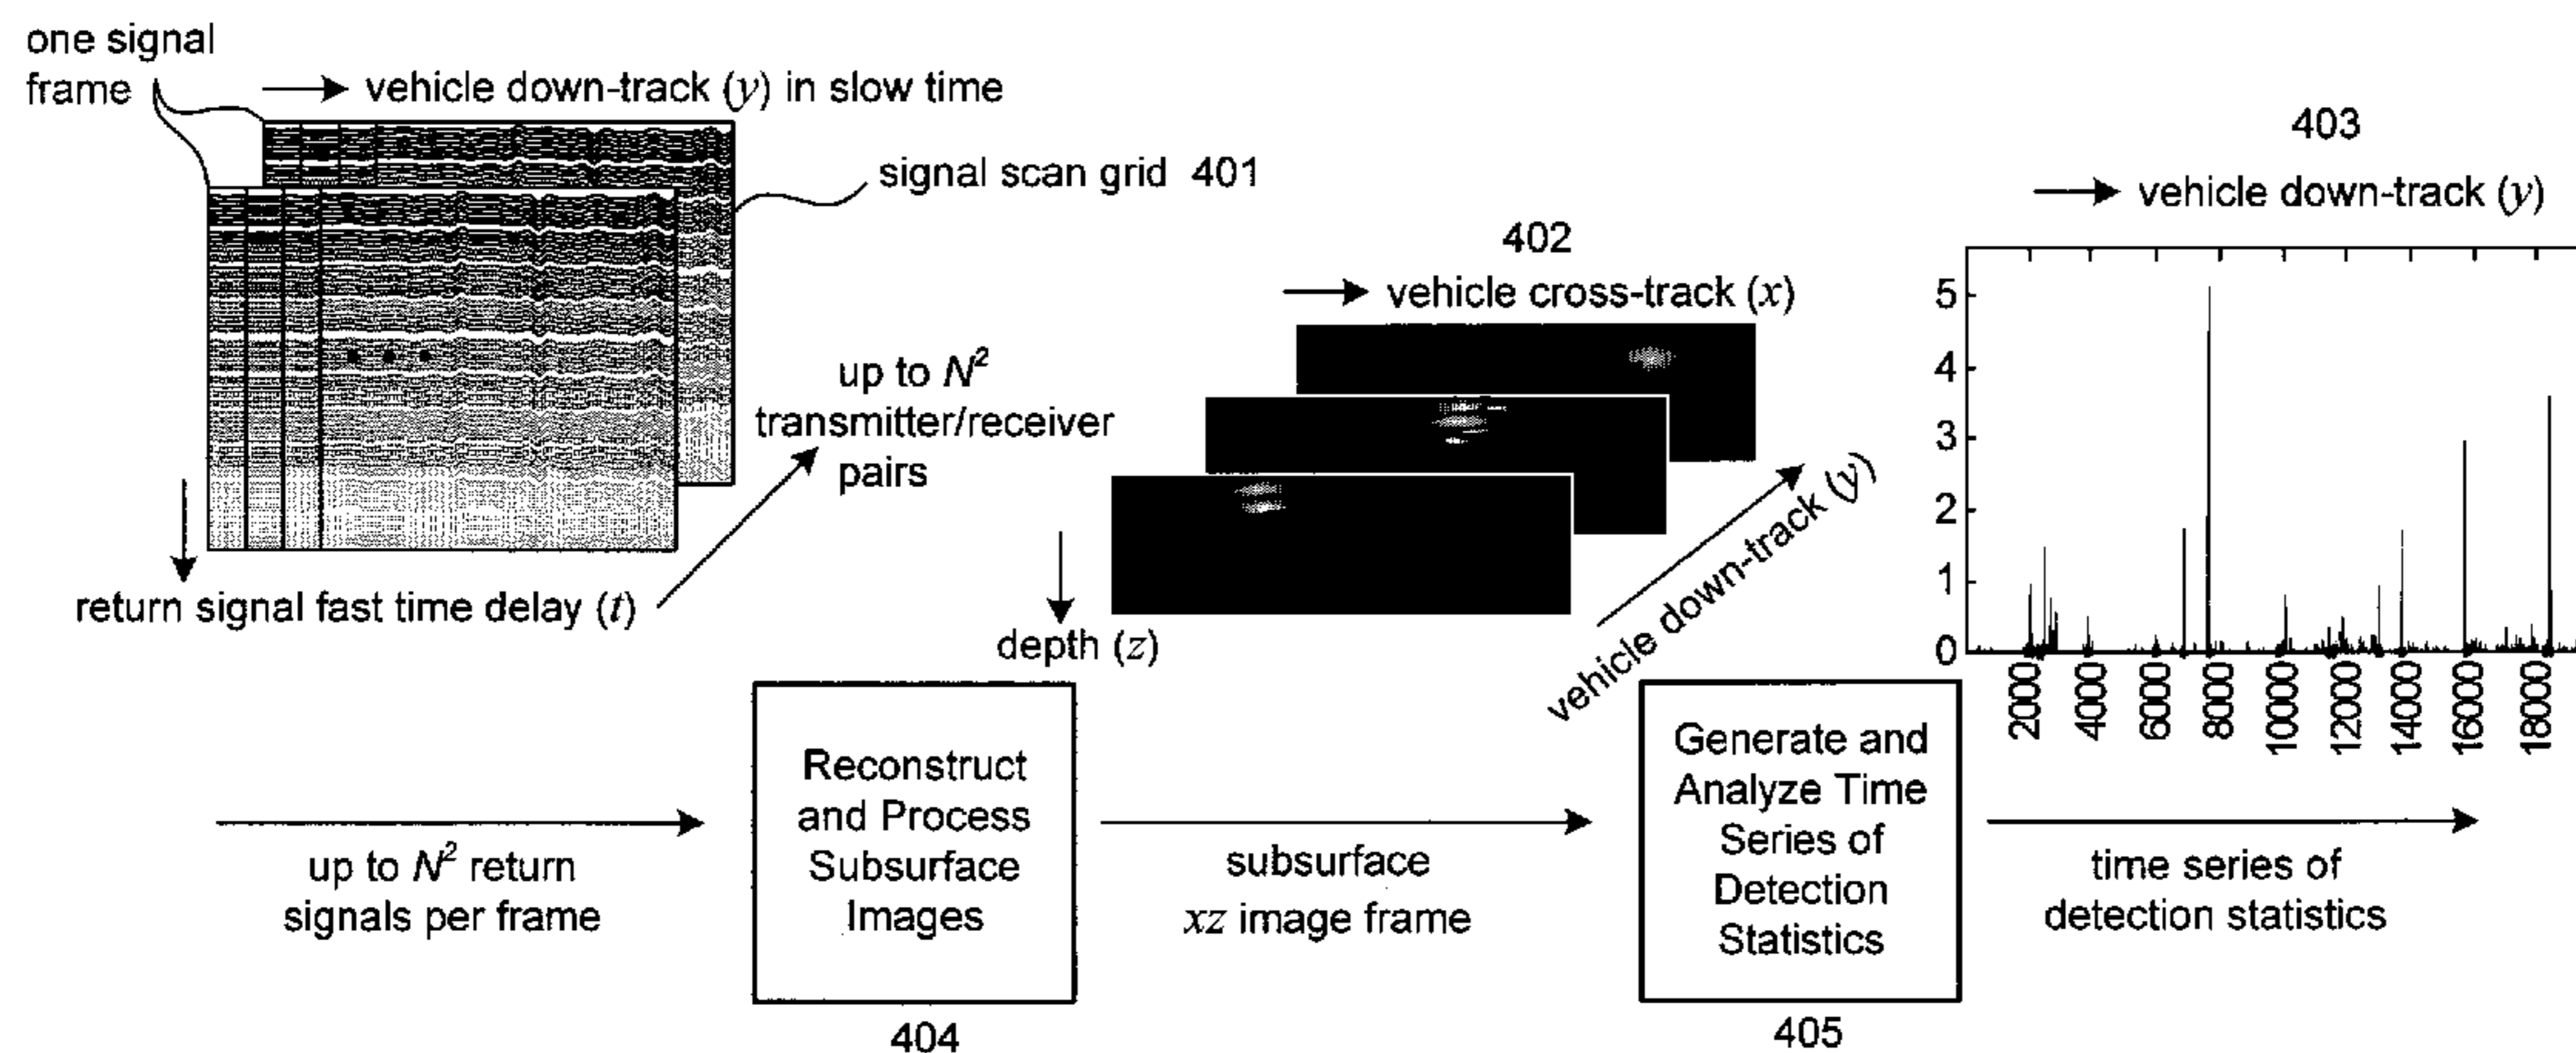 one signal
frame
vehicle down-track (y) in slow time
signal scan grid 401
return signal fast time delay (t)
up to N²
transmitter/receiver
pairs
402
vehicle cross-track (x)
depth (z)
vehicle down-track (y)
403
vehicle down-track (y)
5
4
3
2
1
0
2000
4000
6000
8000
10000
12000
14000
16000
18000
up to N² return
signals per frame
Reconstruct
and Process
Subsurface
Images
404
subsurface
xz image frame
Generate and
Analyze Time
Series of
Detection
Statistics
405
time series of
detection statistics